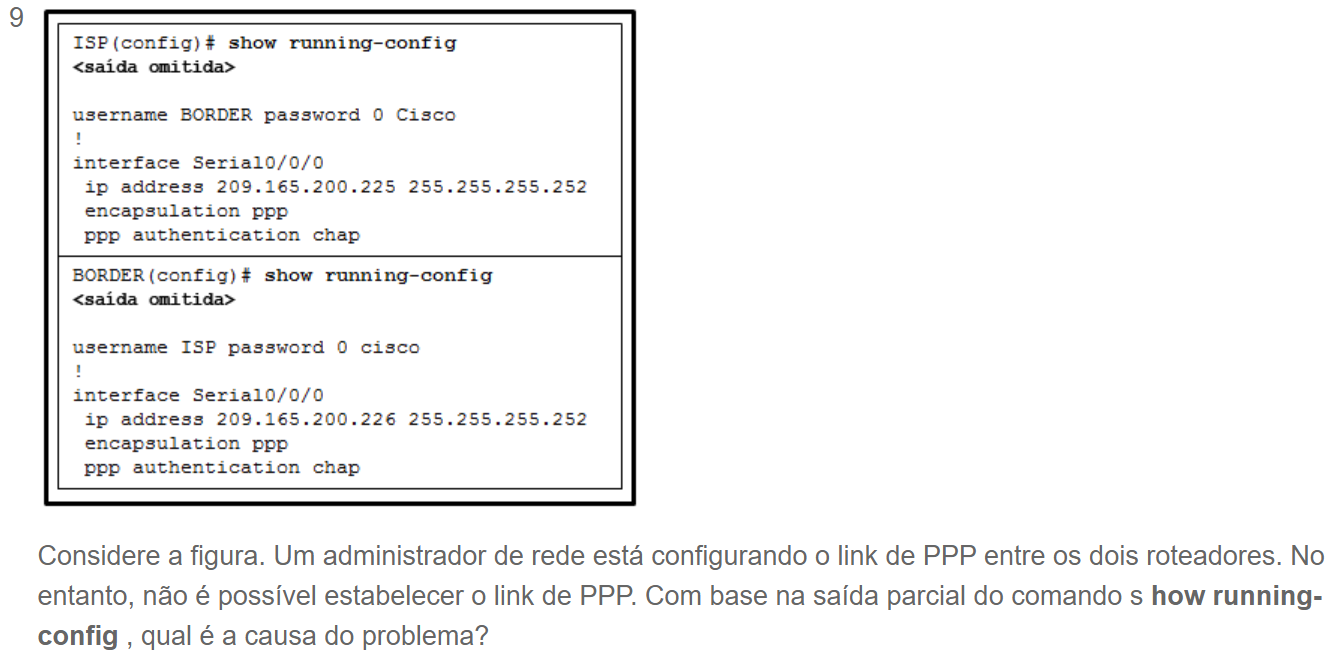 9
ISP(config)# show running-config
<saída omitida>
username BORDER password 0 Cisco
!
interface Serial0/0/0
ip address 209.165.200.225 255.255.255.252
encapsulation ppp
ppp authentication chap
BORDER(config)# show running-config
<saída omitida>
username ISP password 0 cisco
!
interface Serial0/0/0
ip address 209.165.200.226 255.255.255.252
encapsulation ppp
ppp authentication chap
Considere a figura. Um administrador de rede está configurando o link de PPP entre os dois roteadores. No
entanto, não é possível estabelecer o link de PPP. Com base na saída parcial do comando s how running-
config , qual é a causa do problema?